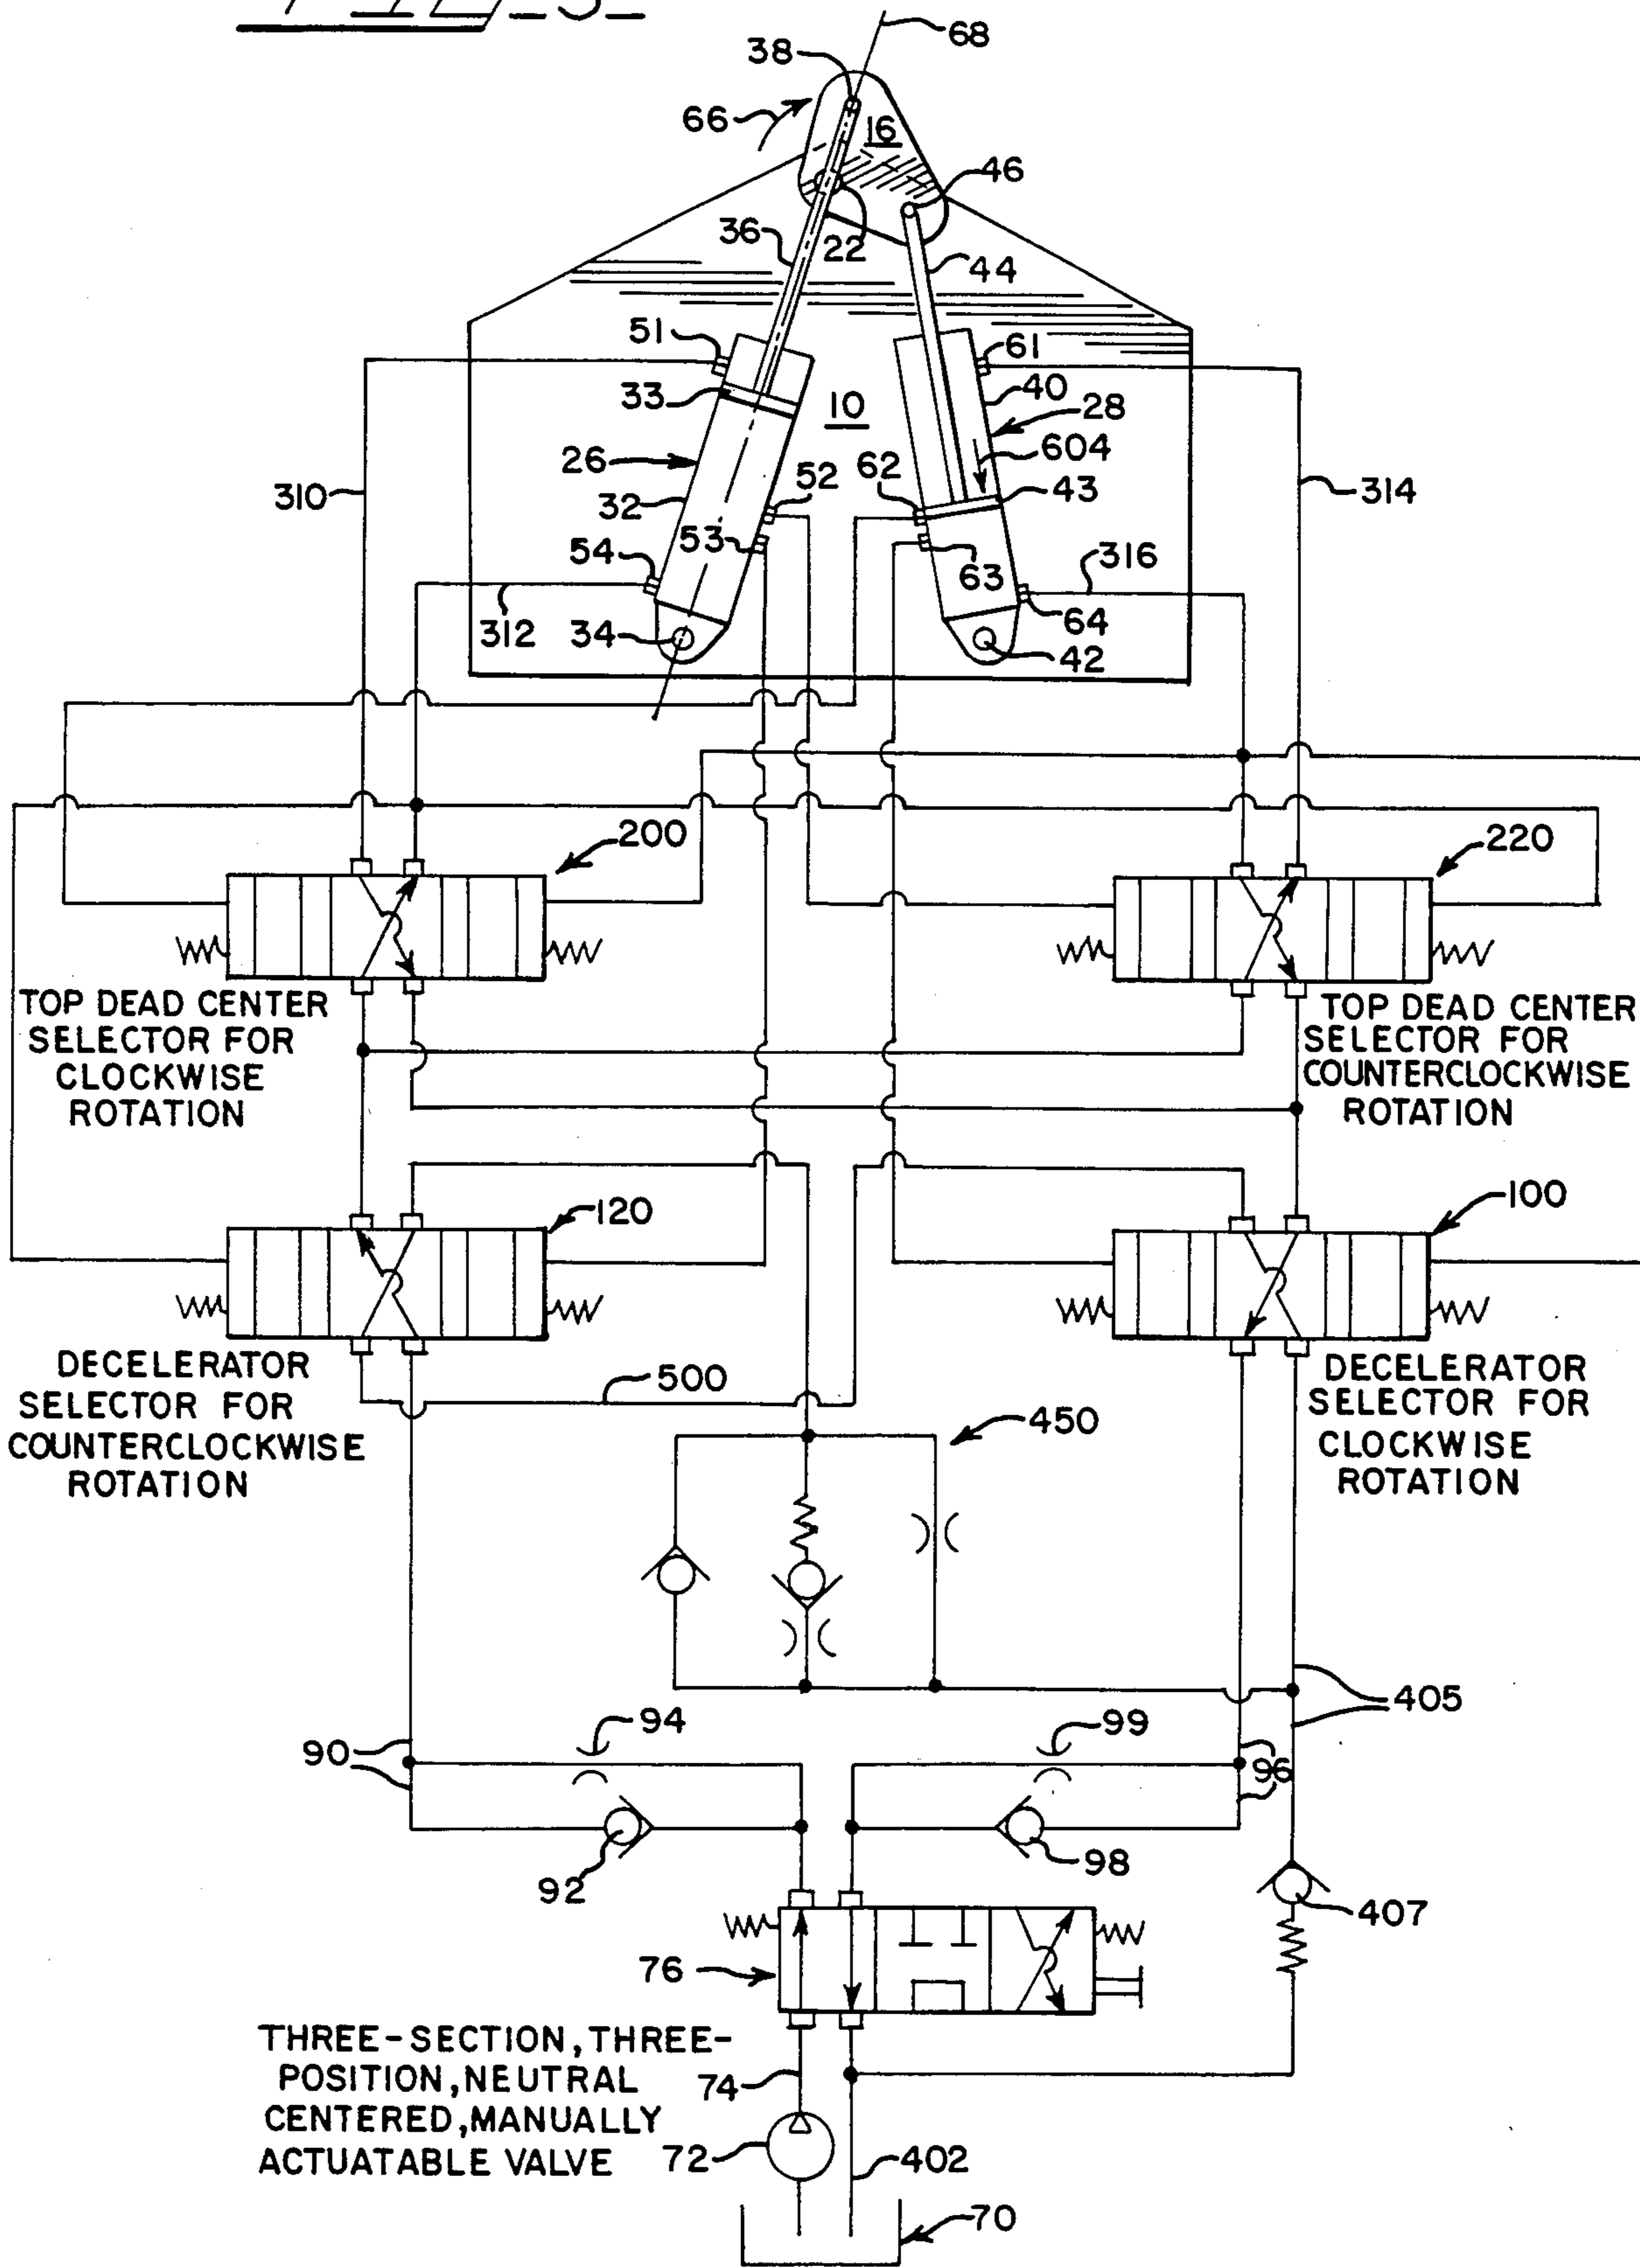 68
38
66
16
46
36
22
44
51
61
33
10
40
28
26
604
62
52
43
310
32
314
53
54
63
316
312
34
64
42
200
220
TOP DEAD CENTER
SELECTOR FOR
CLOCKWISE
ROTATION
TOP DEAD CENTER
SELECTOR FOR
COUNTERCLOCKWISE
ROTATION
120
100
DECELERATOR
SELECTOR FOR
COUNTERCLOCKWISE
ROTATION
500
450
DECELERATOR
SELECTOR FOR
CLOCKWISE
ROTATION
405
94
99
90
96
92
98
407
76
THREE-SECTION, THREE-
POSITION, NEUTRAL
CENTERED, MANUALLY
ACTUATABLE VALVE
74
72
402
70